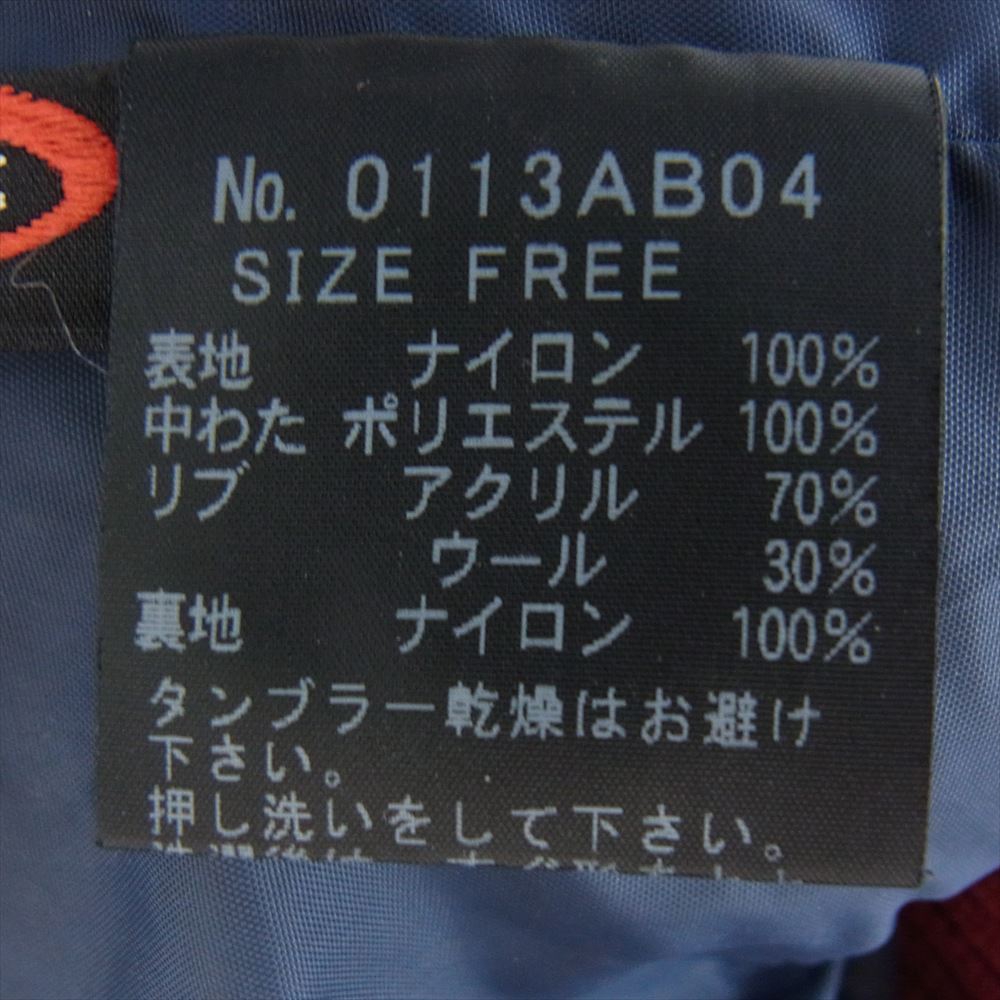 No. 0113AB04
SIZE FREE
表地 ナイロン 100%
中わた ポリエステル 100%
リブ アクリル 70%
ウール 30%
裏地 ナイロン 100%
タンブラー乾燥はお避け
下さい。
押し洗いをして下さい。